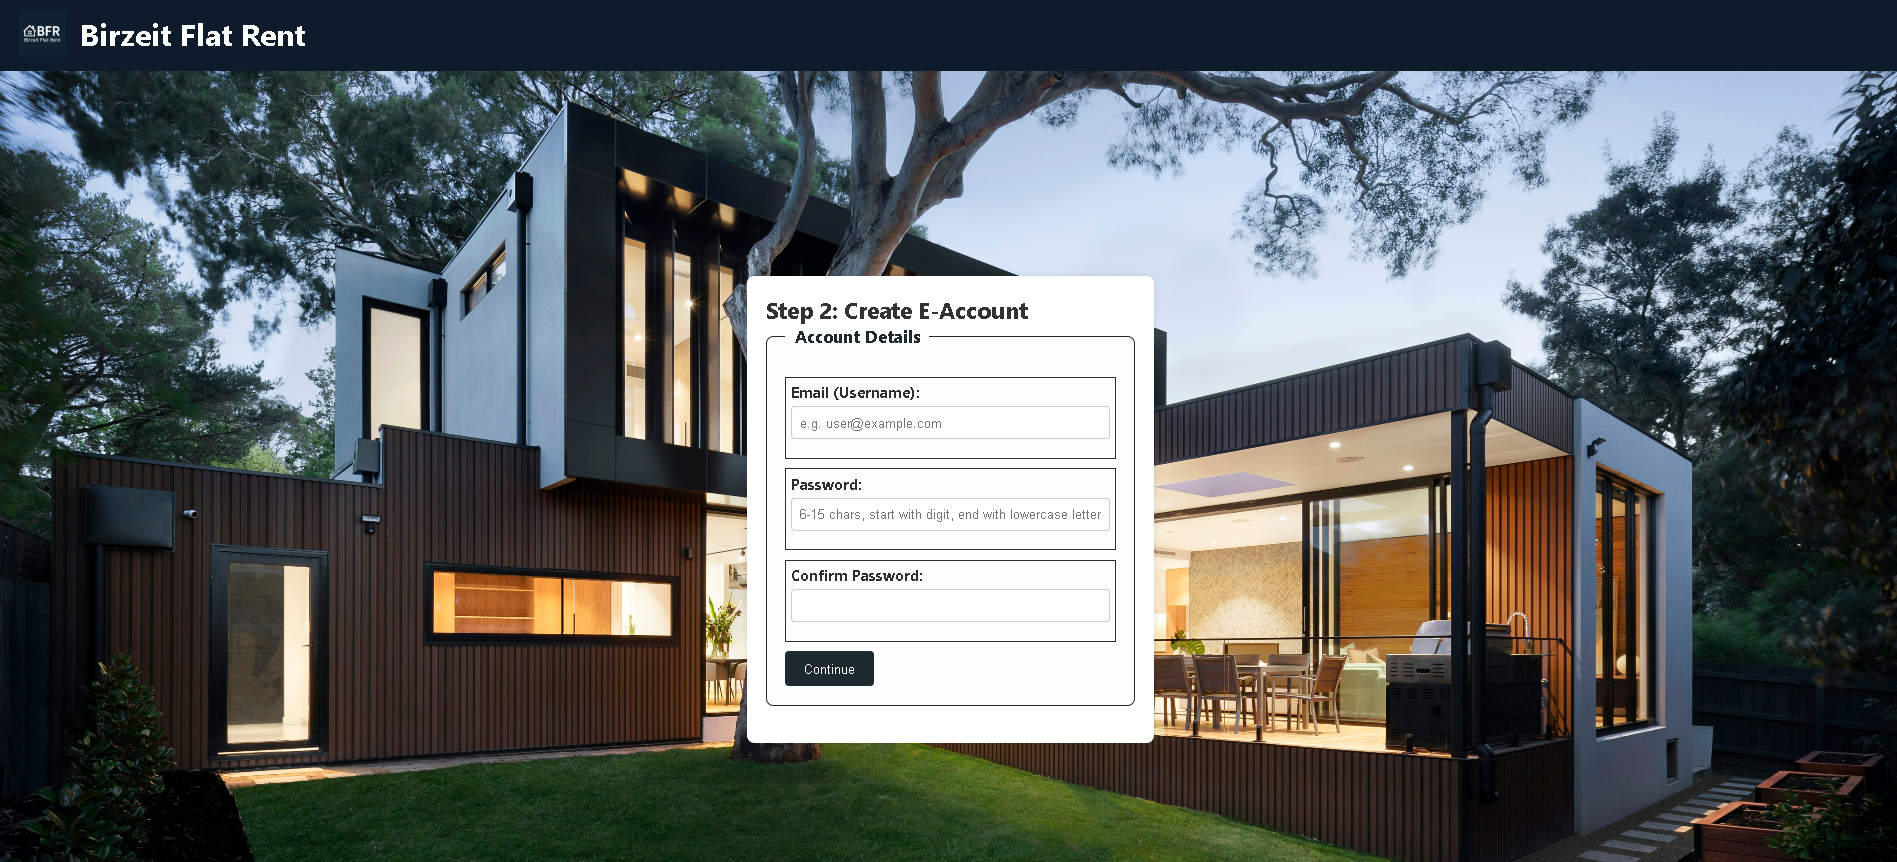 BFR
Birzeit Flat Rent
Birzeit Flat Rent
Step 2: Create E-Account
Account Details
Email (Username):
e.g. user@example.com
Password:
6-15 chars, start with digit, end with lowercase letter
Confirm Password:
Continue